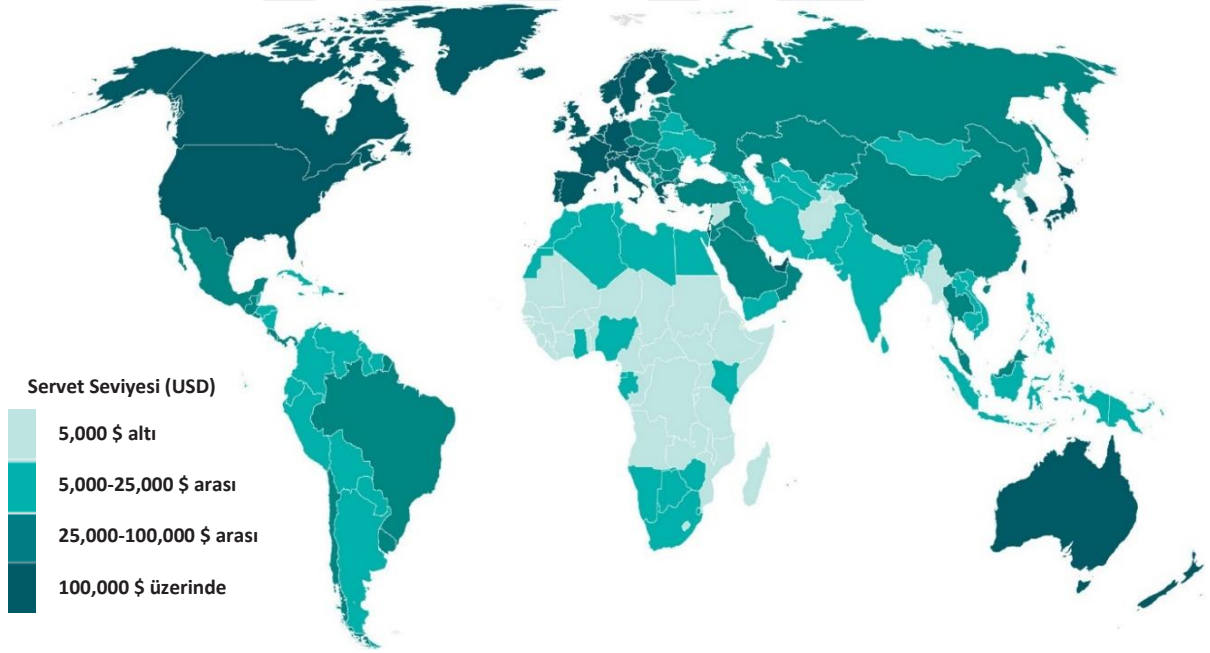 Servet Seviyesi (USD)
5,000 $ altı
5,000-25,000 $ arası
25,000-100,000 $ arası
100,000 $ üzerinde